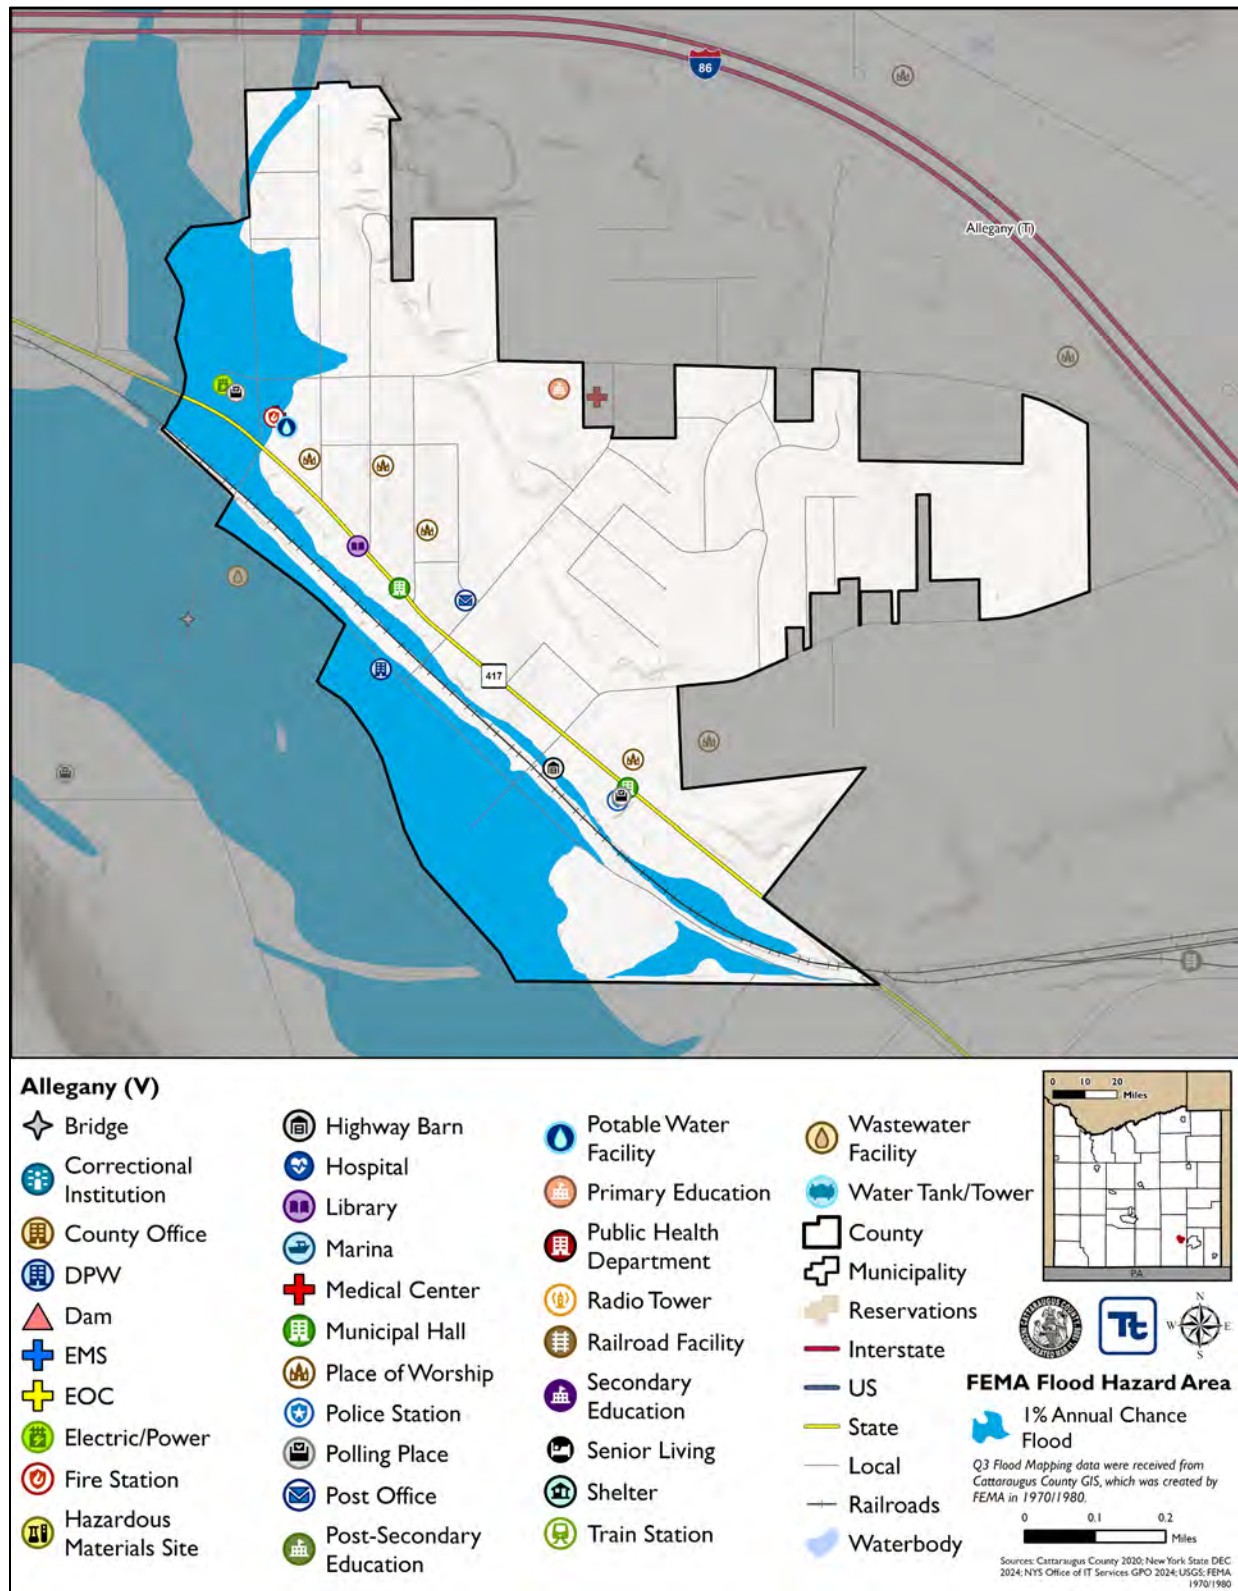 86
Allegany (T)
417
Allegany (V)
Bridge
Correctional
Institution
County Office
DPW
Dam
EMS
EOC
Electric/Power
Fire Station
Hazardous
Materials Site
Highway Barn
Hospital
Library
Marina
Medical Center
Municipal Hall
Place of Worship
Police Station
Polling Place
Post Office
Post-Secondary
Education
Potable Water
Facility
Primary Education
Public Health
Department
Radio Tower
Railroad Facility
Secondary
Education
Senior Living
Shelter
Train Station
Wastewater
Facility
Water Tank/Tower
County
Municipality
Reservations
Interstate
US
State
Local
Railroads
Waterbody
0 10 20
Miles
PA
CATTARAUGUS COUNTY
Tt
N
W E
S
FEMA Flood Hazard Area
1% Annual Chance
Flood
Q3 Flood Mapping data were received from
Cattaraugus County GIS, which was created by
FEMA in 1970/1980.
0 0.1 0.2
Miles
Sources: Cattaraugus County 2020; New York State DEC
2024; NYS Office of IT Services GPO 2024; USGS; FEMA
1970/1980